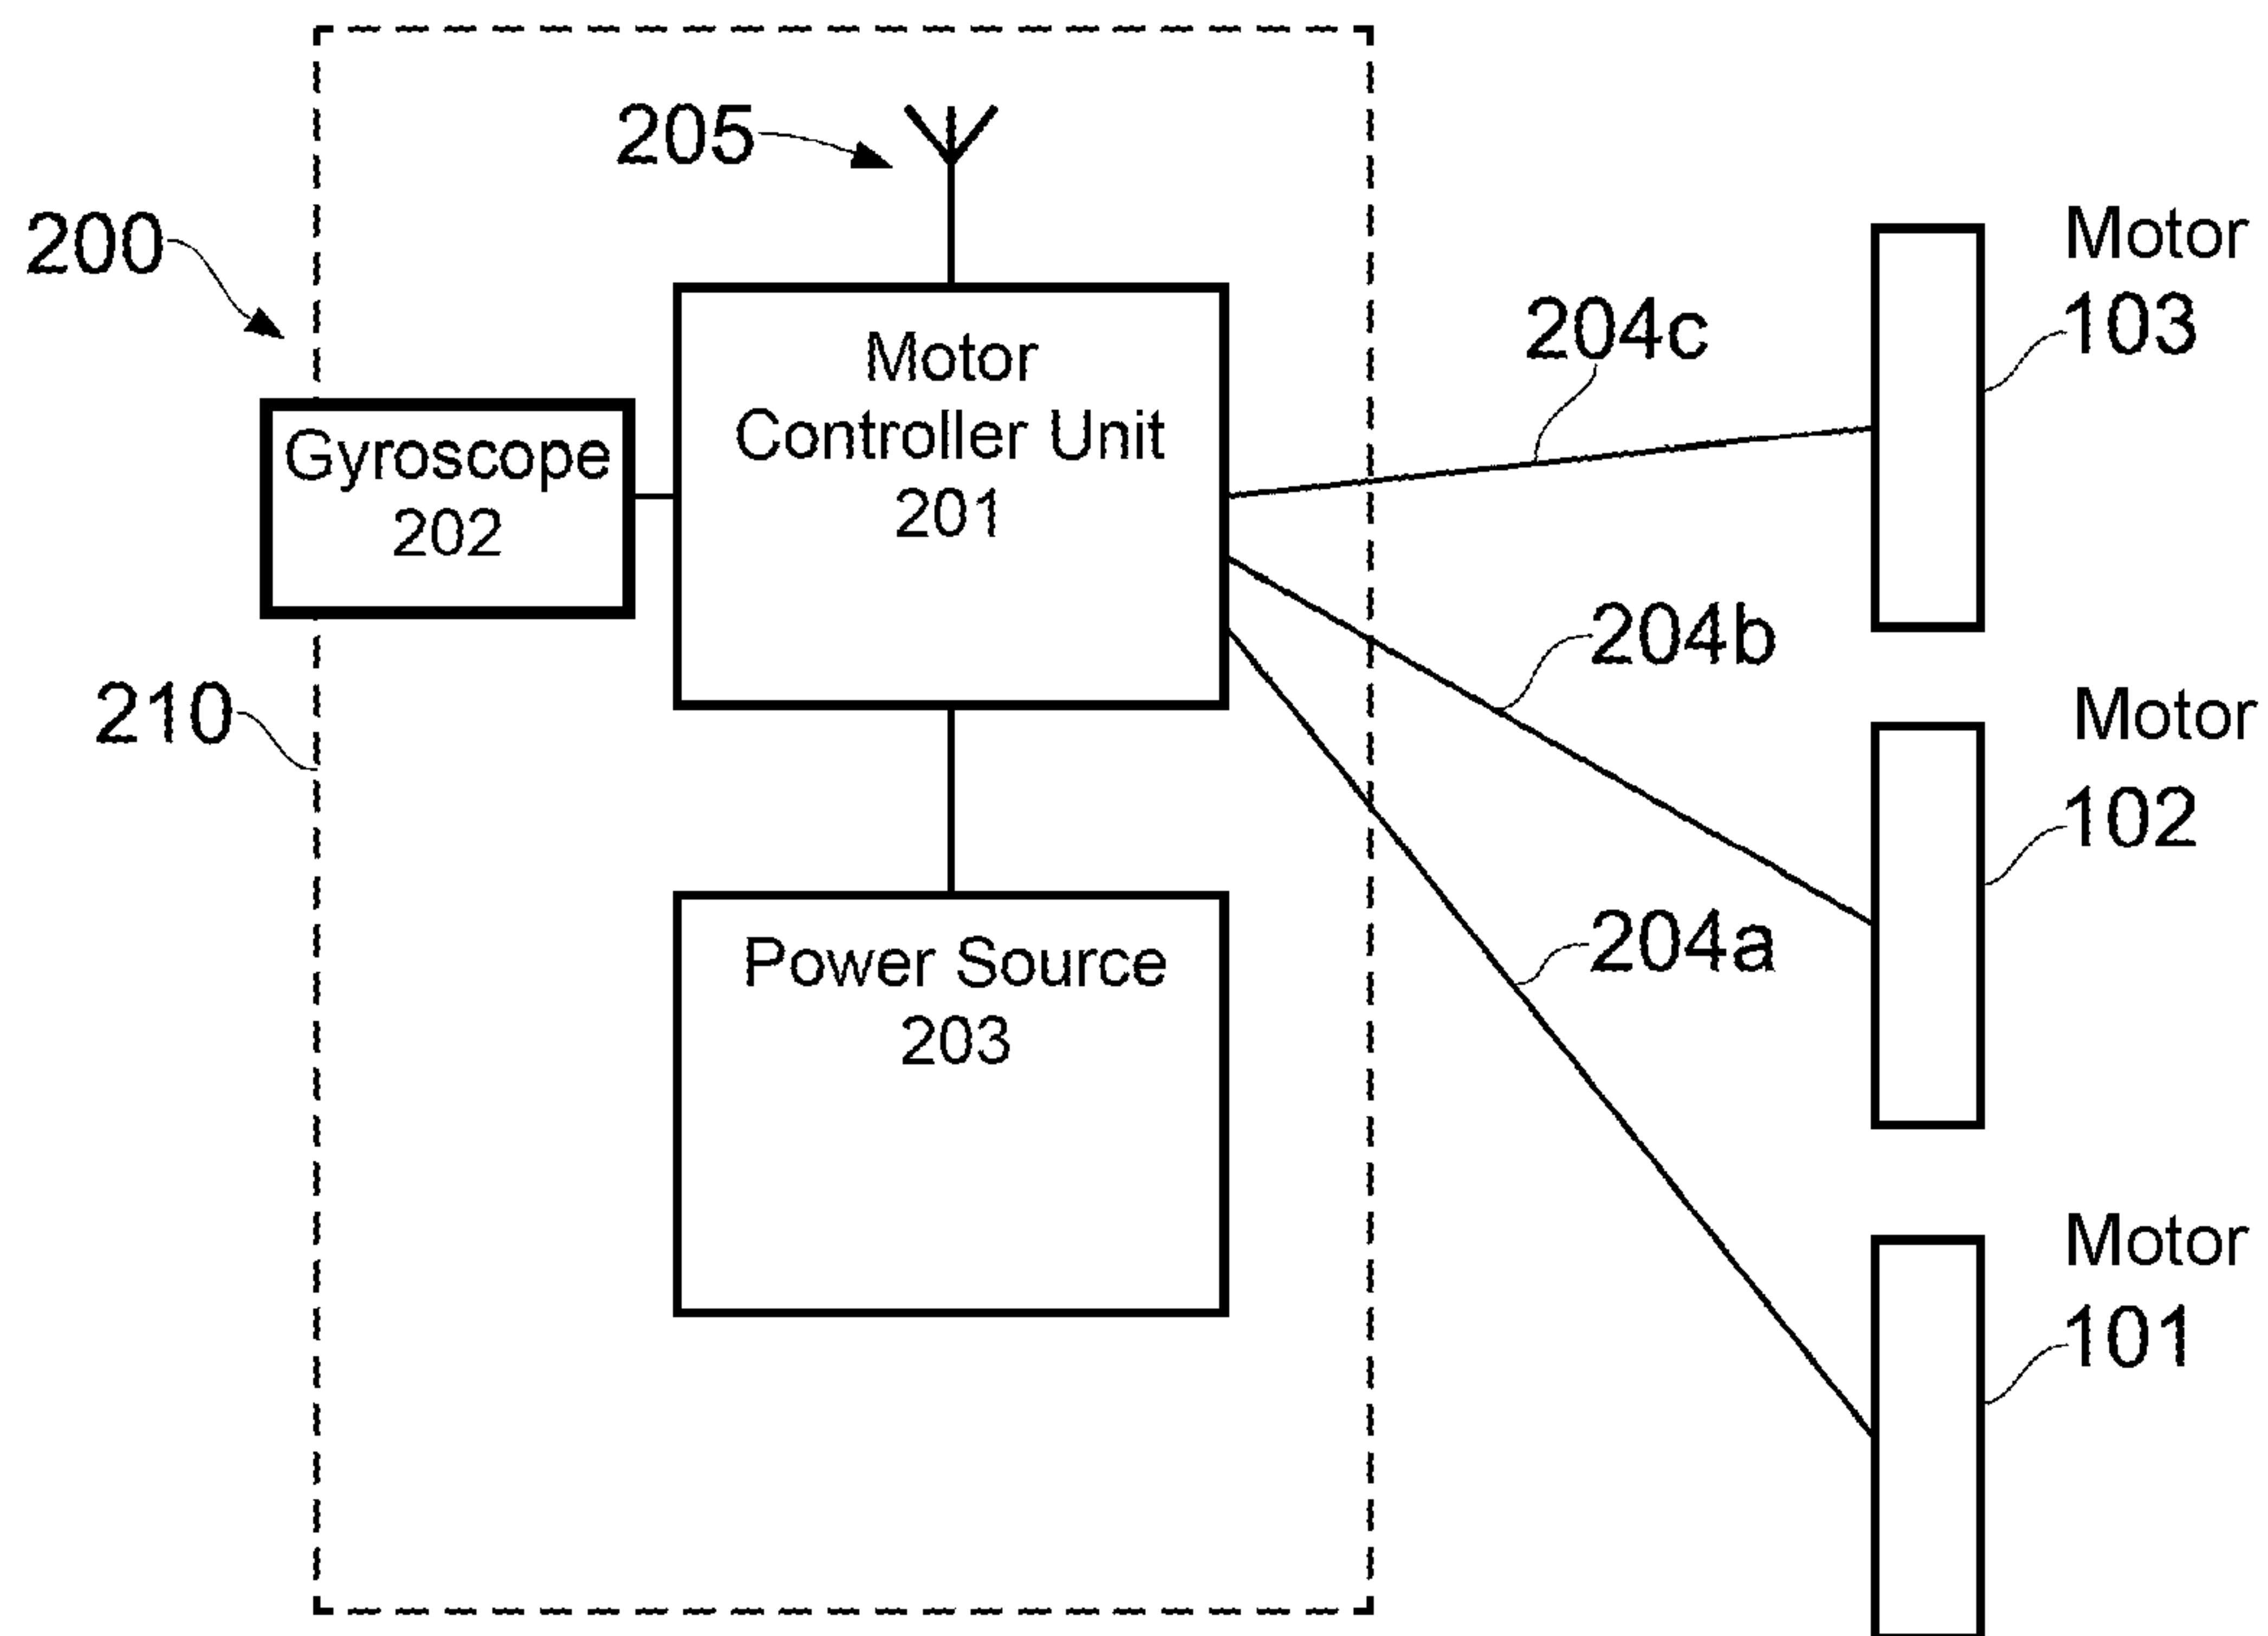 205
200
Motor
103
204c
Motor
Controller Unit
201
Gyroscope
202
204b
210
Motor
102
204a
Power Source
203
Motor
101